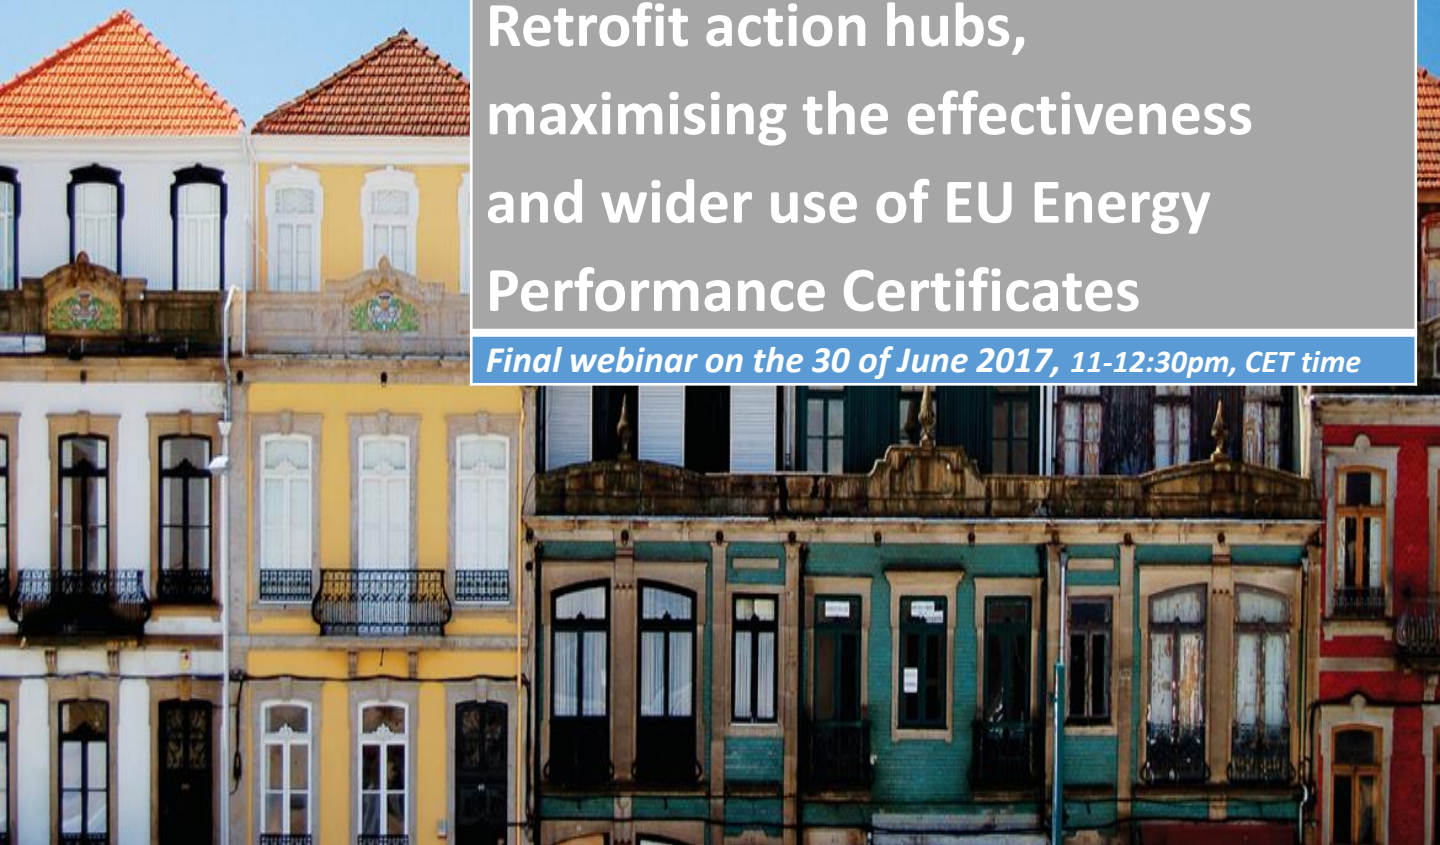 Retrofit action hubs,
maximising the effectiveness
and wider use of EU Energy
Performance Certificates
Final webinar on the 30 of June 2017, 11-12:30pm, CET time